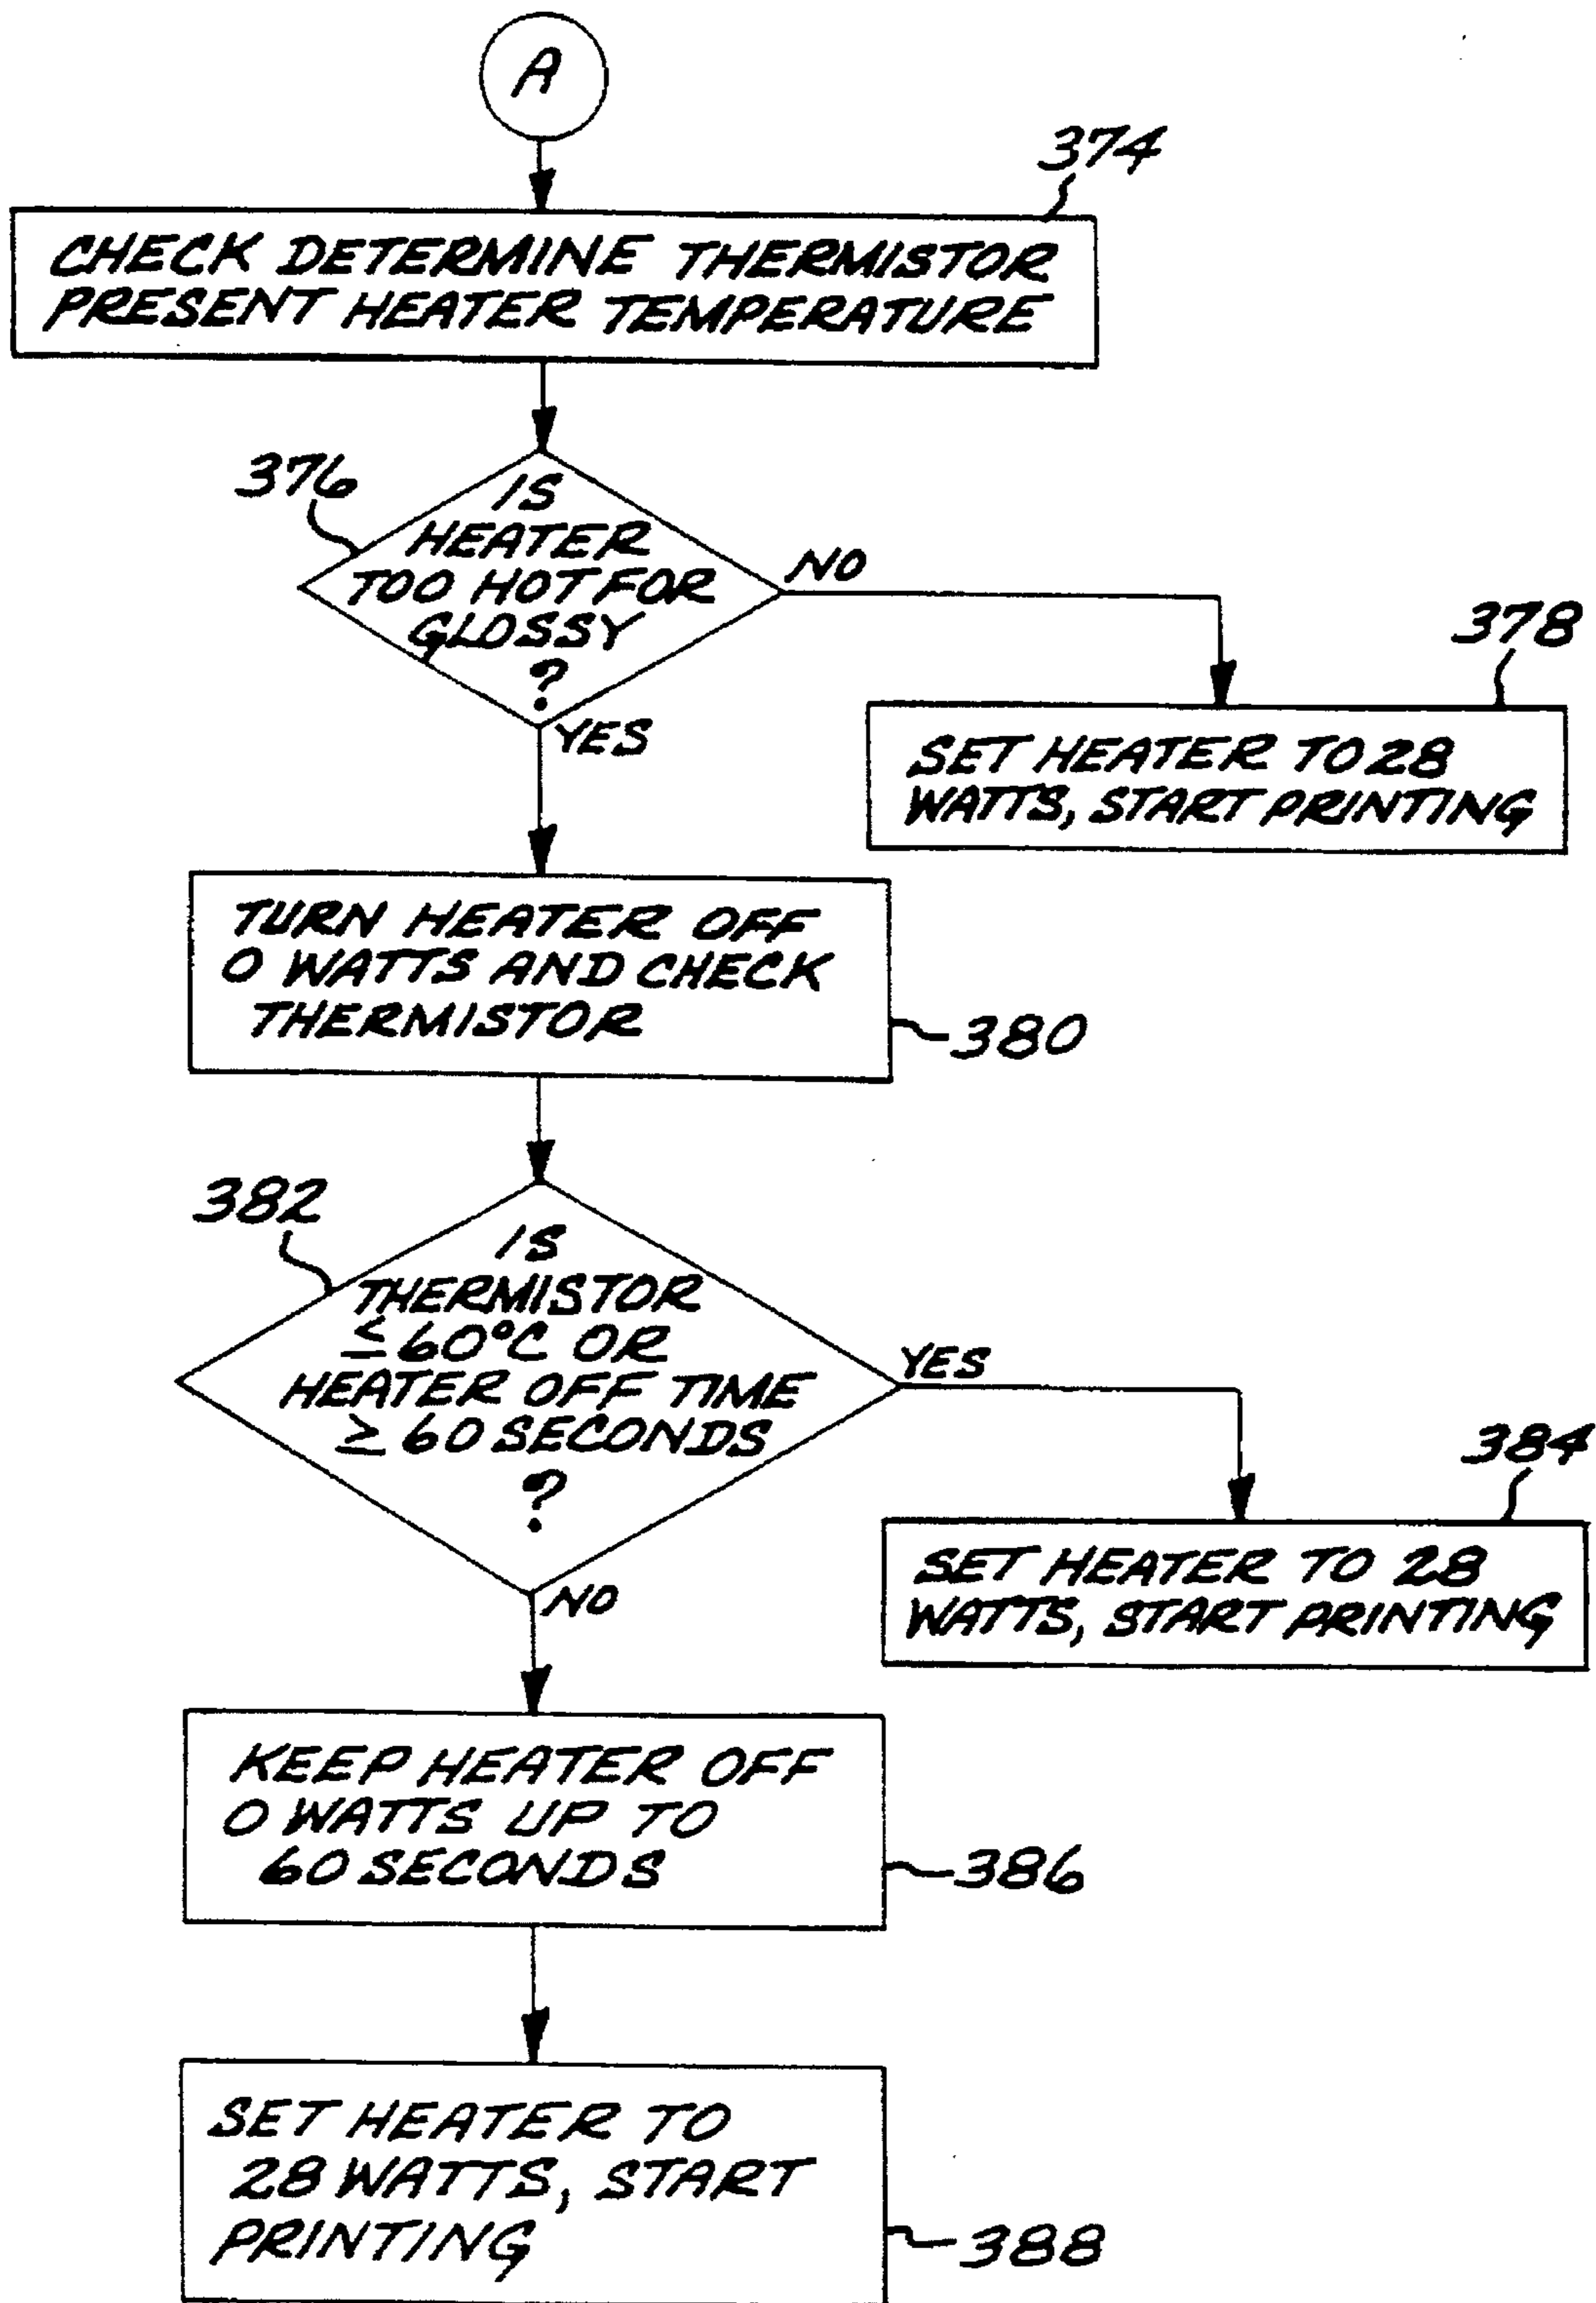 A
374
CHECK DETERMINE THERMISTOR
PRESENT HEATER TEMPERATURE
376
IS
HEATER
TOO HOT FOR
GLOSSY
?
NO
YES
378
SET HEATER TO 28
WATTS, START PRINTING
TURN HEATER OFF
0 WATTS AND CHECK
THERMISTOR
380
382
IS
THERMISTOR
≤60°C OR
HEATER OFF TIME
≥60 SECONDS
?
YES
NO
384
SET HEATER TO 28
WATTS, START PRINTING
KEEP HEATER OFF
0 WATTS UP TO
60 SECONDS
386
SET HEATER TO
28 WATTS, START
PRINTING
388